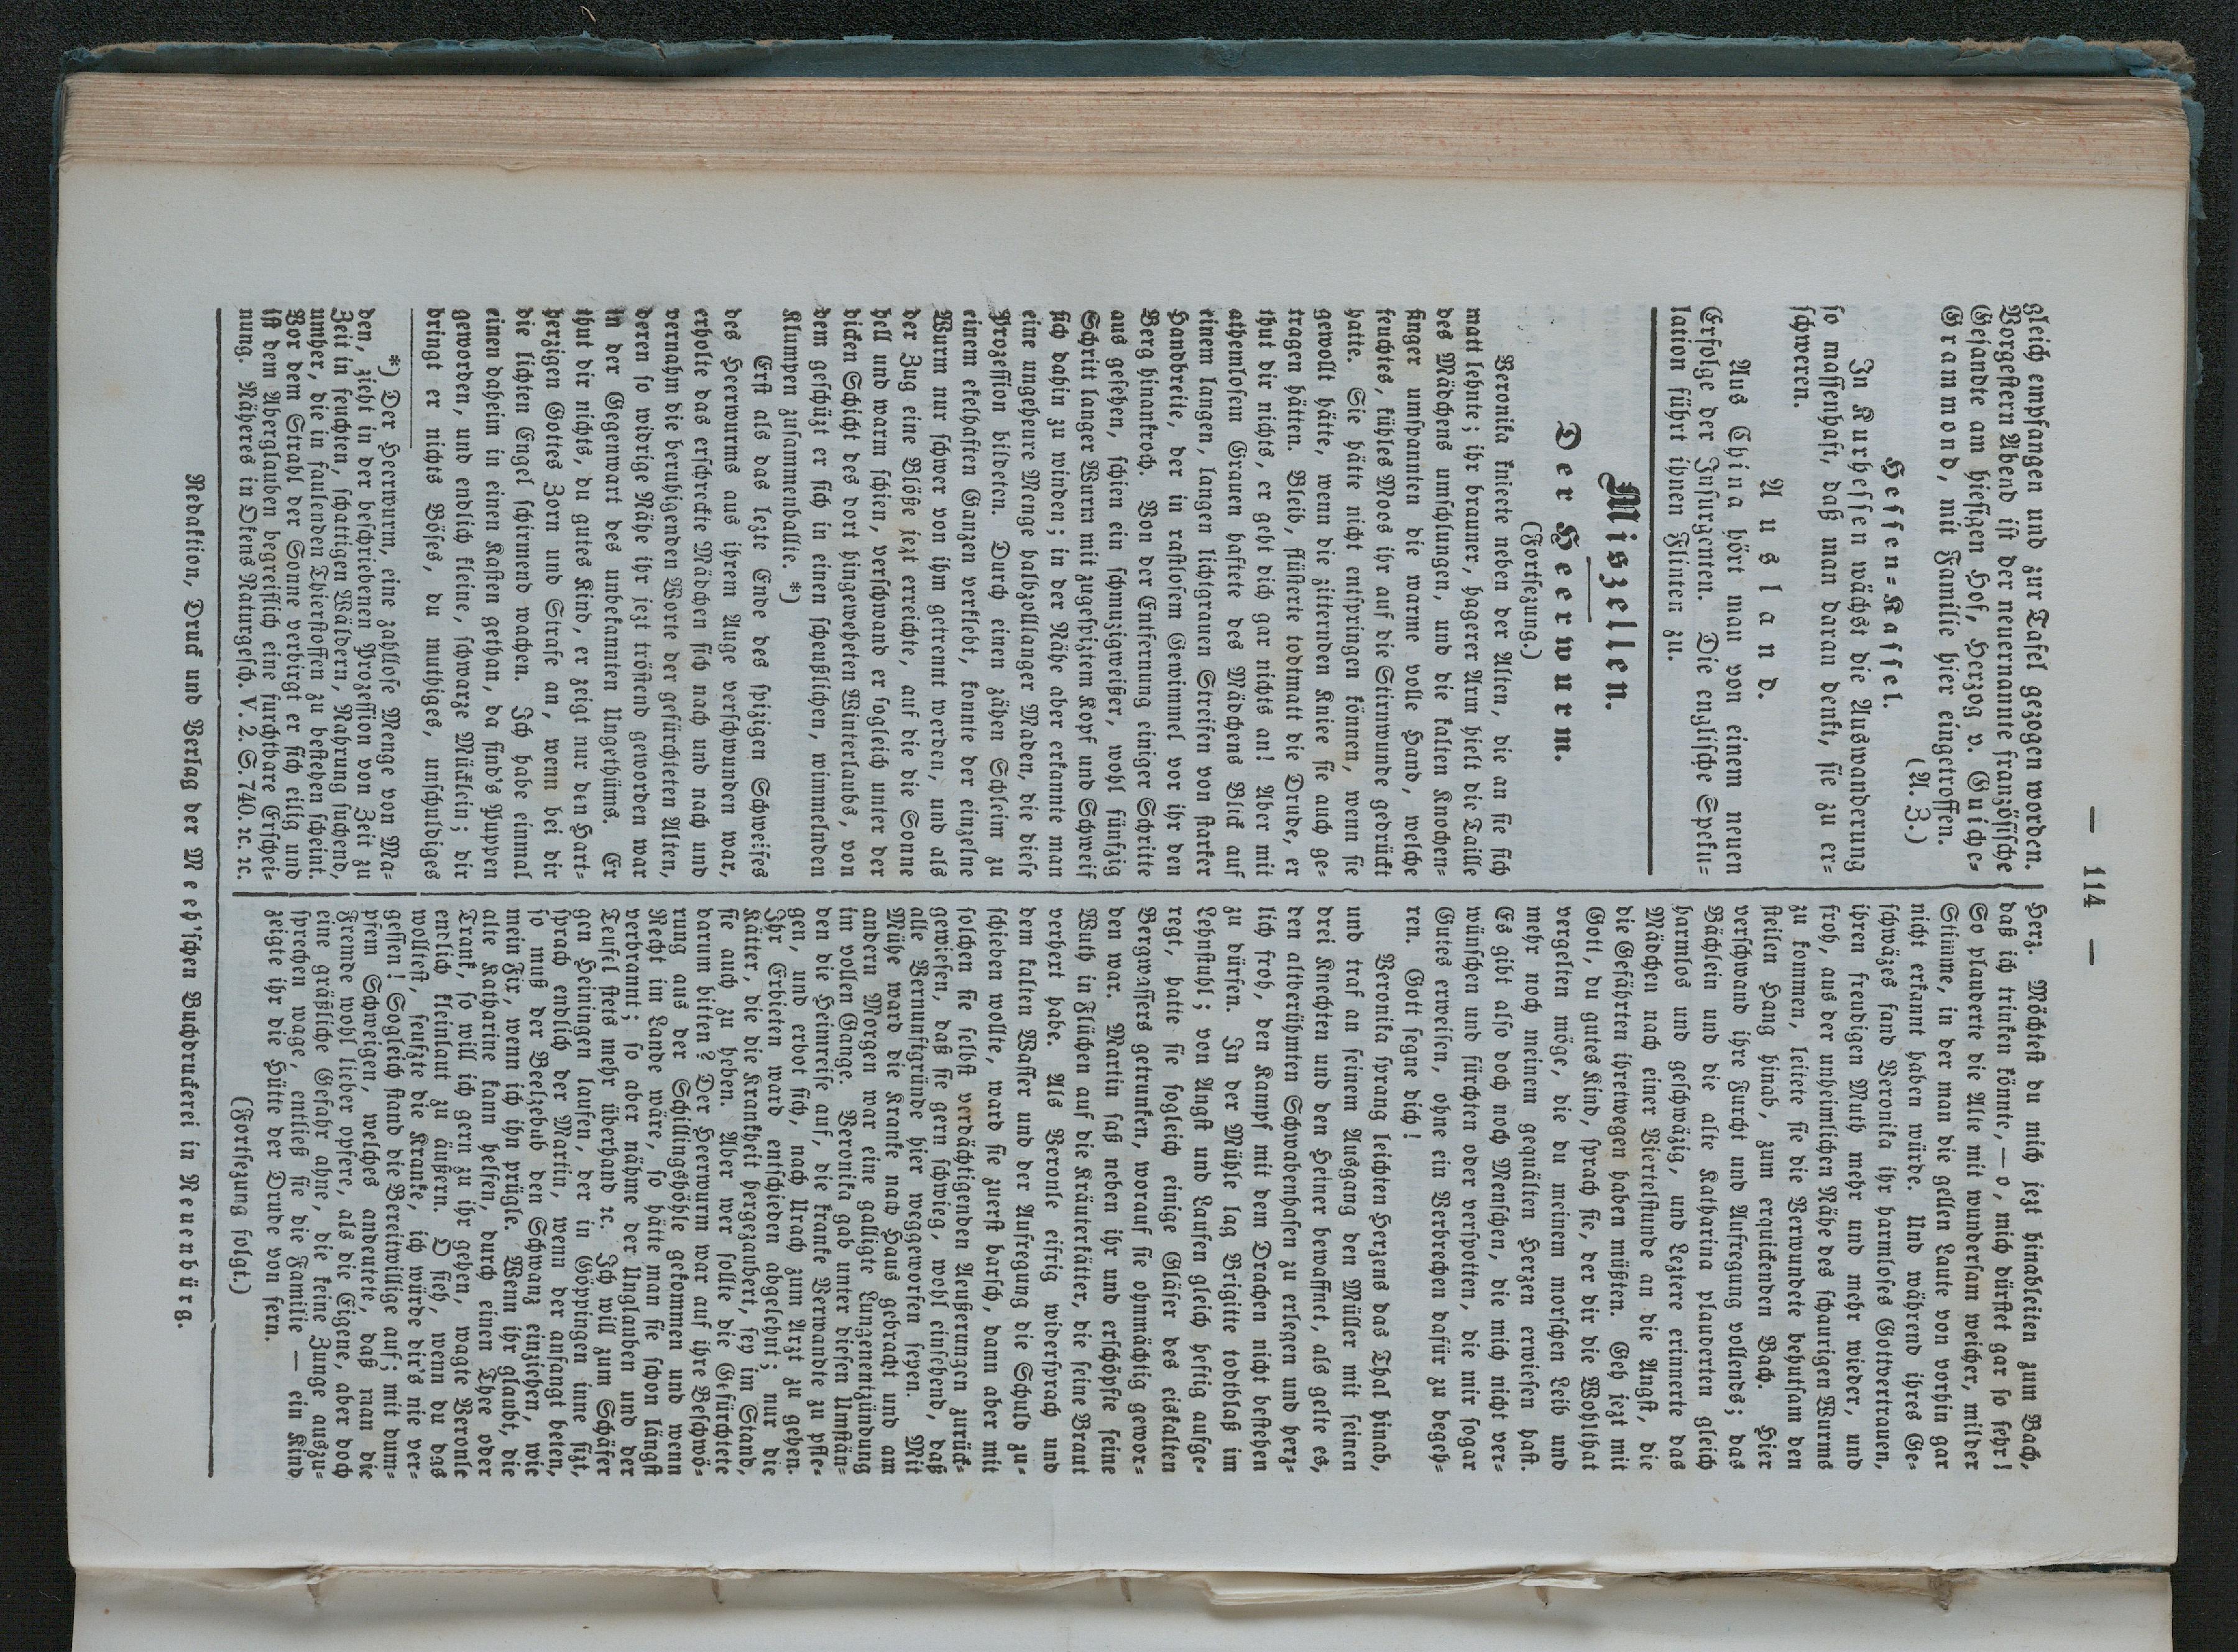 — 114 —
gleich empfangen und zur Tafel gezogen worden.
Vorgestern Abend ist der neuernannte französische
Gesandte am hiesigen Hof, Herzog v. Guiche-
Grammond, mit Familie hier eingetroffen.
(A. Z.)
Hessen-Kassel.
In Kurhessen wächst die Auswanderung
so massenhaft, daß man daran denkt, sie zu er-
schweren.
Ausland.
Aus China hört man von einem neuen
Erfolge der Insurgenten. Die englische Speku-
lation führt ihnen Flinten zu.
Miszellen.
Der Heerwurm.
(Fortsezung.)
Veronika knieete neben der Alten, die an sie sich
matt lehnte; ihr brauner, hagerer Arm hielt die Taille
des Mädchens umschlungen, und die kalten Knochen-
finger umspannten die warme volle Hand, welche
feuchtes, kühles Moos ihr auf die Stirnwunde gedrückt
hatte. Sie hätte nicht entspringen können, wenn sie
gewollt hätte, wenn die zitternden Kniee sie auch ge-
tragen hätten. Bleib, flüsterte todtmatt die Drude, er
thut dir nichts, er geht dich gar nichts an! Aber mit
athemlosem Grauen haftete des Mädchens Blick auf
einem langen, langen lichtgrauen Streifen von starker
Handbreite, der in rastlosem Gewimmel vor ihr den
Berg hinankroch. Von der Entfernung einiger Schritte
aus gesehen, schien ein schmuzigweißer, wohl fünfzig
Schritt langer Wurm mit zugespiztem Kopf und Schweif
sich dahin zu winden; in der Nähe aber erkannte man
eine ungeheure Menge halbzolllanger Maden, die diese
Prozession bildeten. Durch einen zähen Schleim zu
einem ekelhaften Ganzen verklebt, konnte der einzelne
Wurm nur schwer von ihm getrennt werden, und als
der Zug eine Blöße jezt erreichte, auf die die Sonne
hell und warm schien, verschwand er sogleich unter der
dicken Schicht des dort hingewehten Winterlaubs, von
dem geschüzt er sich in einen scheußlichen, wimmelnden
Klumpen zusammenballte. *)
Erst als das lezte Ende des spizigen Schweifes
des Heerwurms aus ihrem Auge verschwunden war,
erholte das erschreckte Mädchen sich nach und nach und
vernahm die beruhigenden Worte der gefürchteten Alten,
deren so widrige Nähe ihr jezt tröstend geworden war
in der Gegenwart des unbekannten Ungethüms. Er
thut dir nichts, du gutes Kind, er zeigt nur den Hart-
herzigen Gottes Zorn und Strafe an, wenn bei dir
die lichten Engel schirmend wachen. Ich habe einmal
einen daheim in einen Kasten gethan, da sind's Puppen
geworden, und endlich kleine, schwarze Mücklein; dir
bringt er nichts Böses, du muthiges, unschuldiges
*) Der Heerwurm, eine zahllose Menge von Ma-
den, zieht in der beschriebenen Prozession von Zeit zu
Zeit in feuchten, schattigen Wäldern, Nahrung suchend,
umher, die in faulenden Thierstoffen zu bestehen scheint.
Vor dem Strahl der Sonne verbirgt er sich eilig und
ist dem Aberglauben begreiflich eine furchtbare Erschei-
nung. Näheres in Okens Naturgesch. V. 2. S. 740. ꝛc. ꝛc.
Herz. Möchtest du mich jezt hinableiten zum Bach,
daß ich trinken könnte, — o, mich dürstet gar so sehr!
So plauderte die Alte mit wundersam weicher, milder
Stimme, in der man die gellen Laute von vorhin gar
nicht erkannt haben würde. Und während ihres Ge-
schwäzes fand Veronika ihr harmloses Gottvertrauen,
ihren freudigen Muth mehr und mehr wieder, und
froh, aus der unheimlichen Nähe des schaurigen Wurms
zu kommen, leitete sie die Verwundete behutsam den
steilen Hang hinab, zum erquickenden Bach. Hier
verschwand ihre Furcht und Aufregung vollends; das
Bächlein und die alte Katharina plauderten gleich
harmlos und geschwäzig, und Leztere erinnerte das
Mädchen nach einer Viertelstunde an die Angst, die
die Gefährten ihretwegen haben müßten. Geh jezt mit
Gott, du gutes Kind, sprach sie, der dir die Wohlthat
vergelten möge, die du meinem morschen Leib und
mehr noch meinem gequälten Herzen erwiesen hast.
Es gibt also doch noch Menschen, die mich nicht ver-
wünschen und fürchten oder verspotten, die mir sogar
Gutes erweisen, ohne ein Verbrechen dafür zu begeh-
ren. Gott segne dich!
Veronika sprang leichten Herzens das Thal hinab,
und traf an seinem Ausgang den Müller mit seinen
drei Knechten und den Heiner bewaffnet, als gelte es,
den altberühmten Schwabenhasen zu erlegen und herz-
lich froh, den Kampf mit dem Drachen nicht bestehen
zu dürfen. In der Mühle lag Brigitte todtblaß im
Lehnstuhl; von Angst und Laufen gleich heftig aufge-
regt, hatte sie sogleich einige Gläser des eiskalten
Bergwassers getrunken, worauf sie ohnmächtig gewor-
den war. Martin saß neben ihr und erschöpfte seine
Wuth in Flüchen auf die Kräuterkätter, die seine Braut
verhext habe. Als Veronle eifrig widersprach und
dem kalten Wasser und der Aufregung die Schuld zu-
schieben wollte, ward sie zuerst barsch, dann aber mit
solchen sie selbst verdächtigenden Aeußerungen zurück-
gewiesen, daß sie gern schwieg, wohl einsehend, daß
alle Vernunftgründe hier weggeworfen seyen. Mit
Mühe ward die Kranke nach Haus gebracht und am
andern Morgen war eine galligte Lungenentzündung
im vollen Gange. Veronika gab unter diesen Umstän-
den die Heimreise auf, die kranke Verwandte zu pfle-
gen, und erbot sich, nach Urach zum Arzt zu gehen.
Ihr Erbieten ward entschieden abgelehnt; nur die
Kätter, die die Krankheit hergezaubert, sey im Stand,
sie auch zu heben. Aber wer sollte die Gefürchtete
darum bitten? Der Heerwurm war auf ihre Beschwö-
rung aus der Schillingshöhle gekommen und wenn
Recht im Lande wäre, so hätte man sie schon längst
verbrannt; so aber nähme der Unglauben und der
Teufel stets mehr überhand ꝛc. Ich will zum Schäfer
gen Heiningen laufen, der in Göppingen inne sizt,
sprach endlich der Martin, wenn der anfangt beten,
so muß der Beelzebub den Schwanz einziehen, wie
mein Fix, wenn ich ihn prügle. Wenn ihr glaubt, die
alte Katharine kann helfen, durch einen Thee oder
Trank, so will ich gern zu ihr gehen, wagte Veronle
endlich kleinlaut zu äußern. O sieh, wenn du das
wolltest, seufzte die Kranke, ich würde dir's nie ver-
gessen! Sogleich stand die Bereitwillige auf; mit dum-
pfen Schweigen, welches andeutete, daß man die
Fremde wohl lieber opfere, als die Eigene, aber doch
eine gräßliche Gefahr ahne, die keine Zunge auszu-
sprechen wage, entließ sie die Familie — ein Kind
zeigte ihr die Hütte der Drude von fern.
(Fortsezung folgt.)
Redaktion, Druk und Verlag der Meeh'schen Buchdrukerei in Neuenbürg.